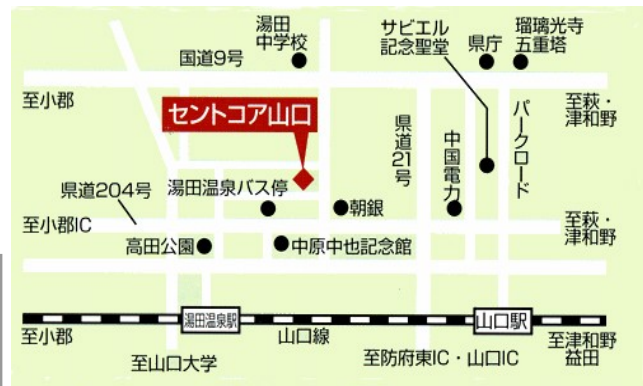 湯田
中学校
サビエル
記念聖堂
県庁
瑠璃光寺
五重塔
国道9号
至小郡
至萩・
津和野
セントコア山口
県道21号
中国電力
パークロード
県道204号
湯田温泉バス停
朝銀
至小郡IC
至萩・
津和野
高田公園
中原中也記念館
湯田温泉駅
山口駅
至小郡
山口線
至津和野
益田
至山口大学
至防府東IC・山口IC